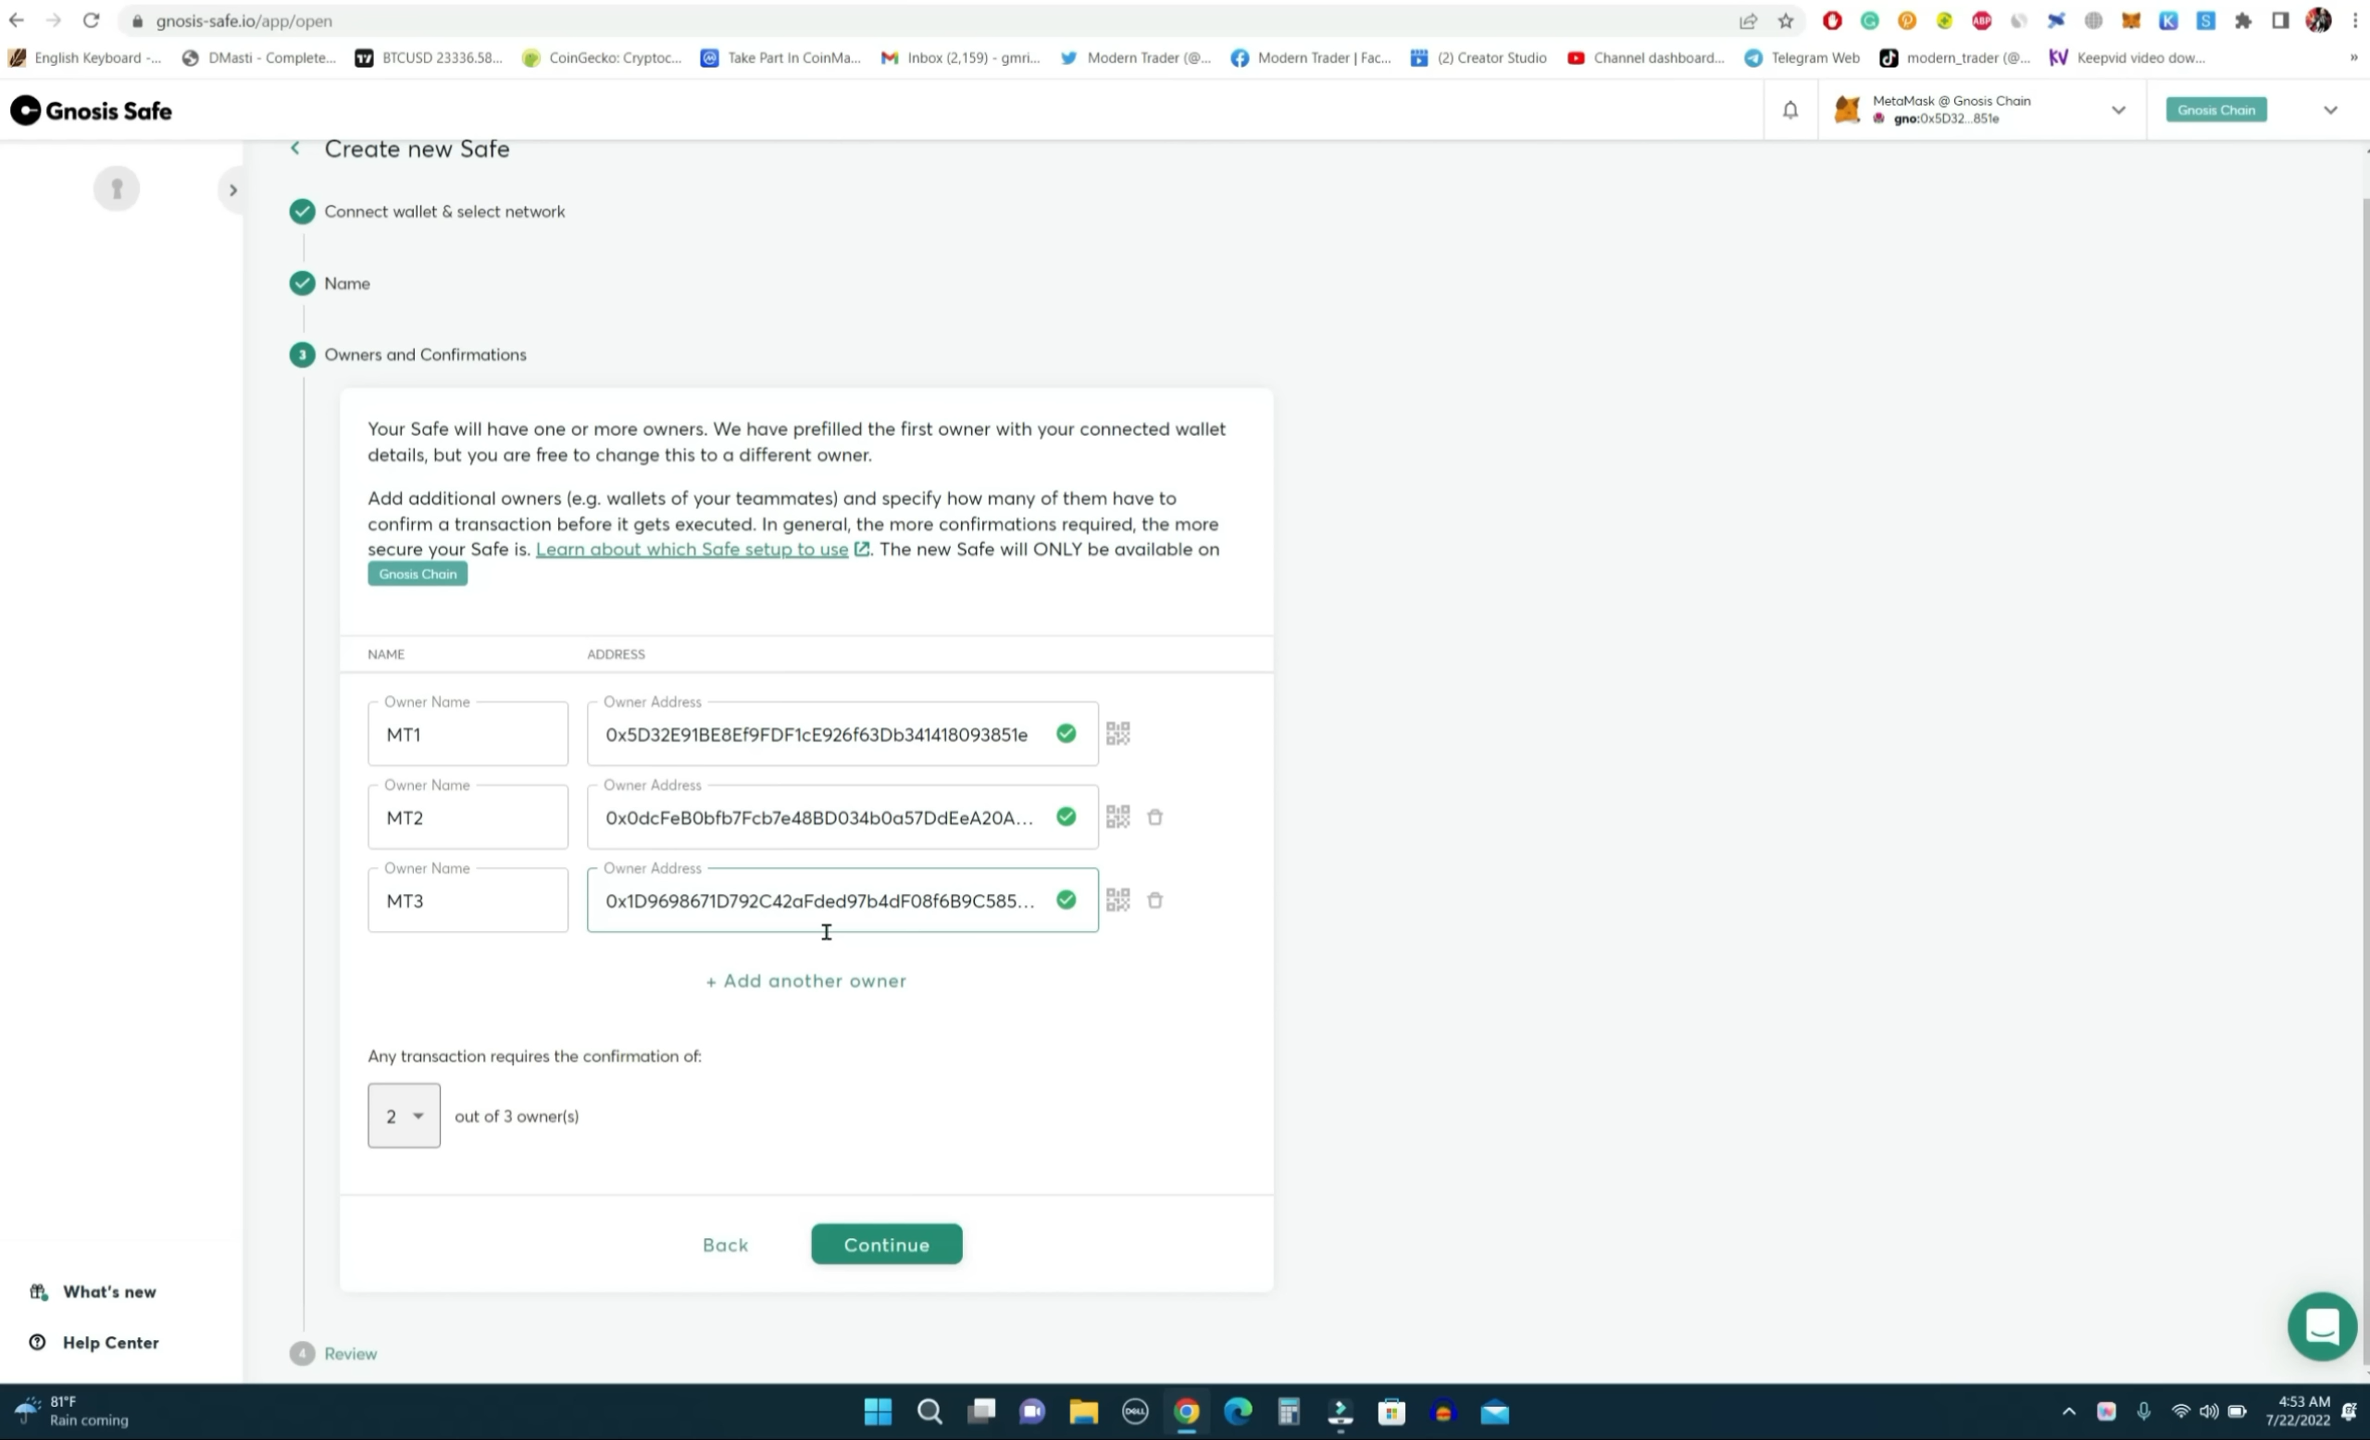 gnosis-safe.io/app/open
English Keyboard -...
DMasti - Complete...
BTCUSD 23336.58...
CoinGecko: Cryptoc...
Take Part In CoinMa...
Inbox (2,159) - gmri...
Modern Trader (@...
Modern Trader | Fac...
(2) Creator Studio
Channel dashboard...
Telegram Web
modern_trader (@...
Keepvid video dow...
»
Gnosis Safe
MetaMask @ Gnosis Chain
gno:0x5D32...851e
Gnosis Chain
Create new Safe
Connect wallet & select network
Name
3 Owners and Confirmations
Your Safe will have one or more owners. We have prefilled the first owner with your connected wallet
details, but you are free to change this to a different owner.
Add additional owners (e.g. wallets of your teammates) and specify how many of them have to
confirm a transaction before it gets executed. In general, the more confirmations required, the more
secure your Safe is. Learn about which Safe setup to use. The new Safe will ONLY be available on
Gnosis Chain
NAME ADDRESS
Owner Name Owner Address
MT1 0x5D32E91BE8Ef9FDF1cE926f63Db341418093851e
Owner Name Owner Address
MT2 0x0dcFeB0bfb7Fcb7e48BD034b0a57DdEeA20A...
Owner Name Owner Address
MT3 0x1D9698671D792C42aFded97b4dF08f6B9C585...
+ Add another owner
Any transaction requires the confirmation of:
2 out of 3 owner(s)
Back Continue
What's new
Help Center
4 Review
81°F
Rain coming
4:53 AM
7/22/2022
ABP
K
S
DELL